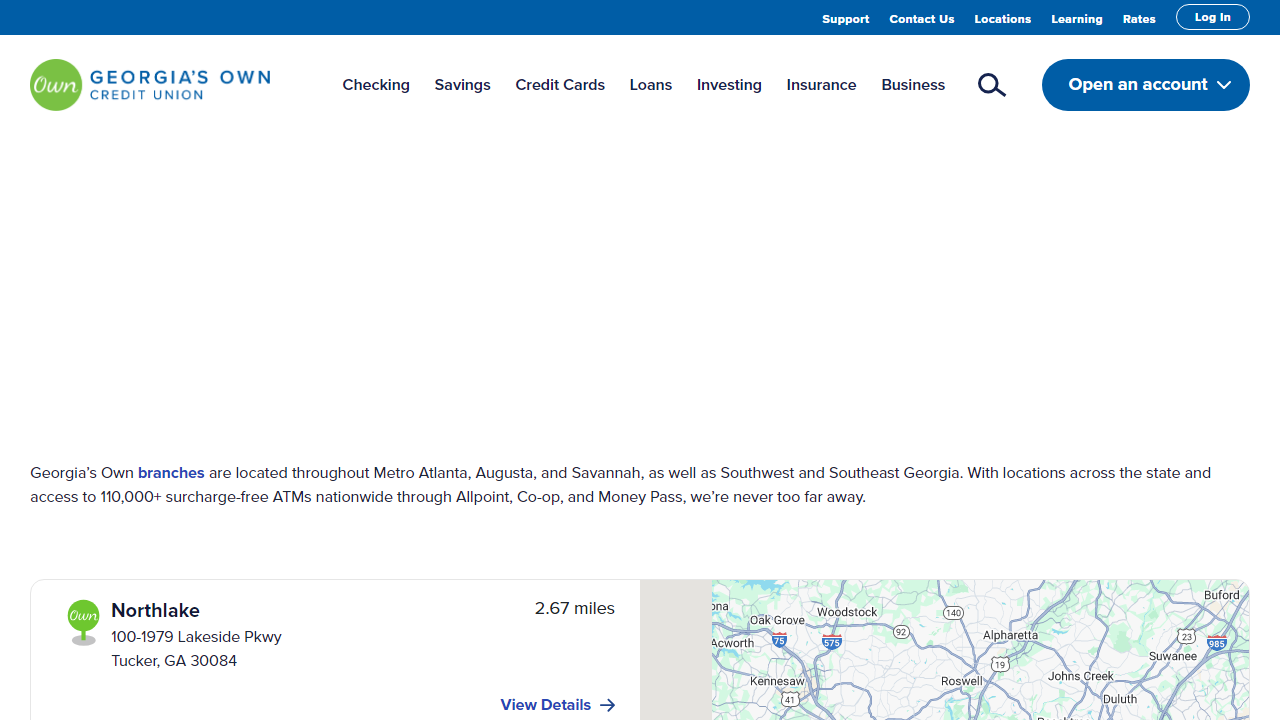 Support Contact Us Locations Learning Rates Log In
Own GEORGIA'S OWN
CREDIT UNION
Checking Savings Credit Cards Loans Investing Insurance Business Open an account
Georgia’s Own branches are located throughout Metro Atlanta, Augusta, and Savannah, as well as Southwest and Southeast Georgia. With locations across the state and
access to 110,000+ surcharge-free ATMs nationwide through Allpoint, Co-op, and Money Pass, we’re never too far away.
Own Northlake 2.67 miles
100-1979 Lakeside Pkwy
Tucker, GA 30084
View Details
Buford
Woodstock 140
Oak Grove
92 Alpharetta 23
75 575 985
Acworth
Suwanee
19
Kennesaw Roswell Johns Creek
41 Duluth